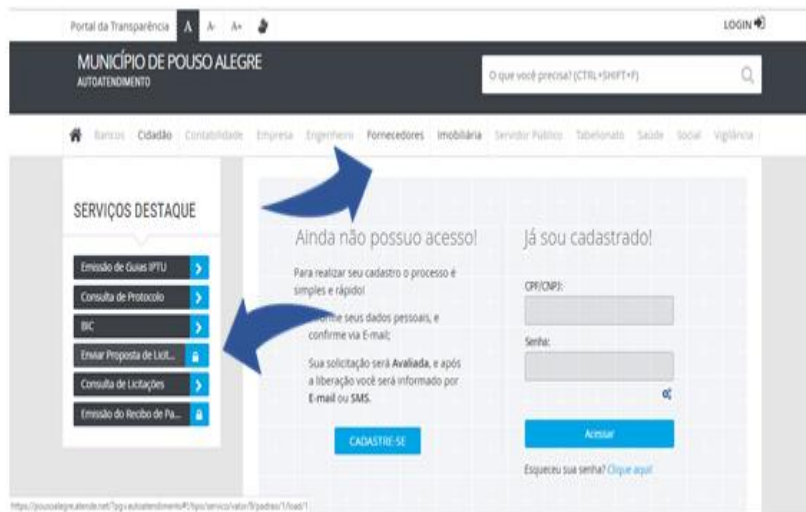 Portal da Transparência A A- A+ LOGIN
MUNICÍPIO DE POUSO ALEGRE
AUTOATENDIMENTO
O que você precisa? (CTRL+SHIFT+F)
Bancos Cidadão Contabilidade Empresa Engenheiro Fornecedores Imobiliária Servidor Público Tabelionato Saúde Social Vigilância
SERVIÇOS DESTAQUE
Emissão de Guias IPTU
Consulta de Protocolo
BIC
Enviar Proposta de Licit...
Consulta de Licitações
Emissão do Recibo de Pa...
Ainda não possuo acesso!
Para realizar seu cadastro o processo é
simples e rápido!
seus dados pessoais, e
confirme via E-mail;
Sua solicitação será Avaliada, e após
a liberação você será informado por
E-mail ou SMS.
CADASTRE-SE
Já sou cadastrado!
CPF/CNPJ:
Senha:
Acessar
Esqueceu sua senha? Clique aqui!